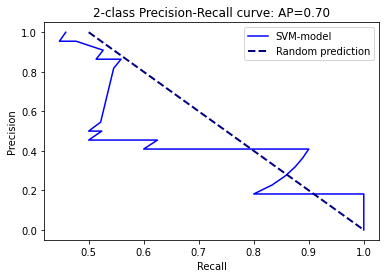 2-class Precision-Recall curve: AP=0.70
SVM-model
Random prediction
Precision
1.0
0.8
0.6
0.4
0.2
0.0
0.5
0.6
0.7
0.8
0.9
1.0
Recall